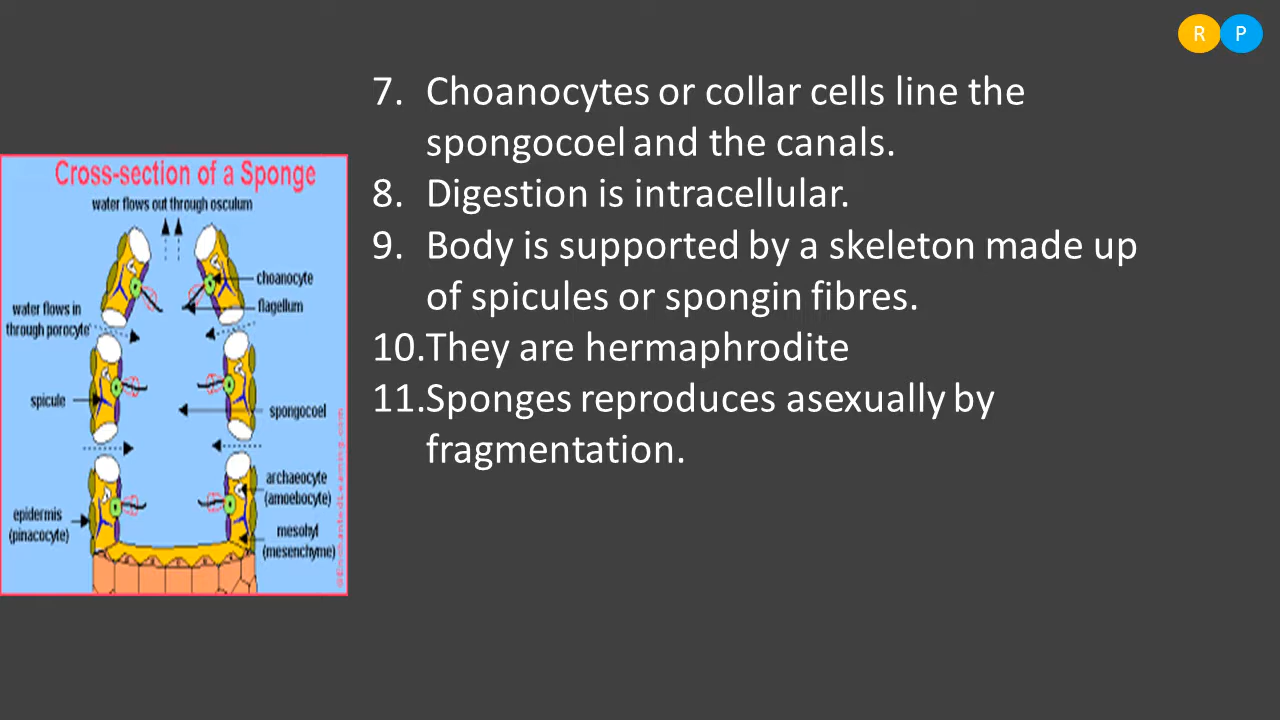 R P
7. Choanocytes or collar cells line the
spongocoel and the canals.
8. Digestion is intracellular.
9. Body is supported by a skeleton made up
of spicules or spongin fibres.
10.They are hermaphrodite
11.Sponges reproduces asexually by
fragmentation.
Cross-section of a Sponge
water flows out through osculum
choanocyte
flagellum
water flows in
through porocyte
spicule
spongocoel
archaeocyte
(amoebocyte)
epidermis
(pinacocyte)
mesohyl
(mesenchyme)
©EnchantedLearning.com